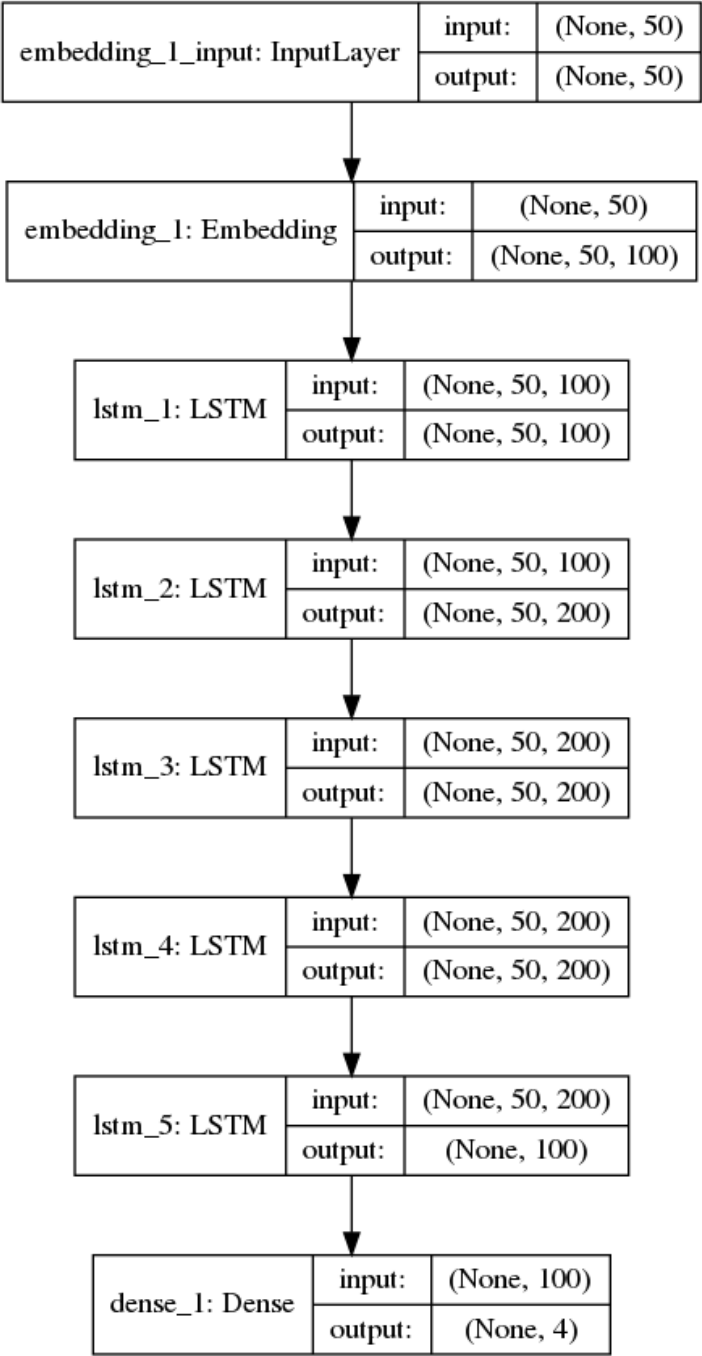 embedding_1_input: InputLayer
input: (None, 50)
output: (None, 50)
embedding_1: Embedding
input: (None, 50)
output: (None, 50, 100)
lstm_1: LSTM
input: (None, 50, 100)
output: (None, 50, 100)
lstm_2: LSTM
input: (None, 50, 100)
output: (None, 50, 200)
lstm_3: LSTM
input: (None, 50, 200)
output: (None, 50, 200)
lstm_4: LSTM
input: (None, 50, 200)
output: (None, 50, 200)
lstm_5: LSTM
input: (None, 50, 200)
output: (None, 100)
dense_1: Dense
input: (None, 100)
output: (None, 4)